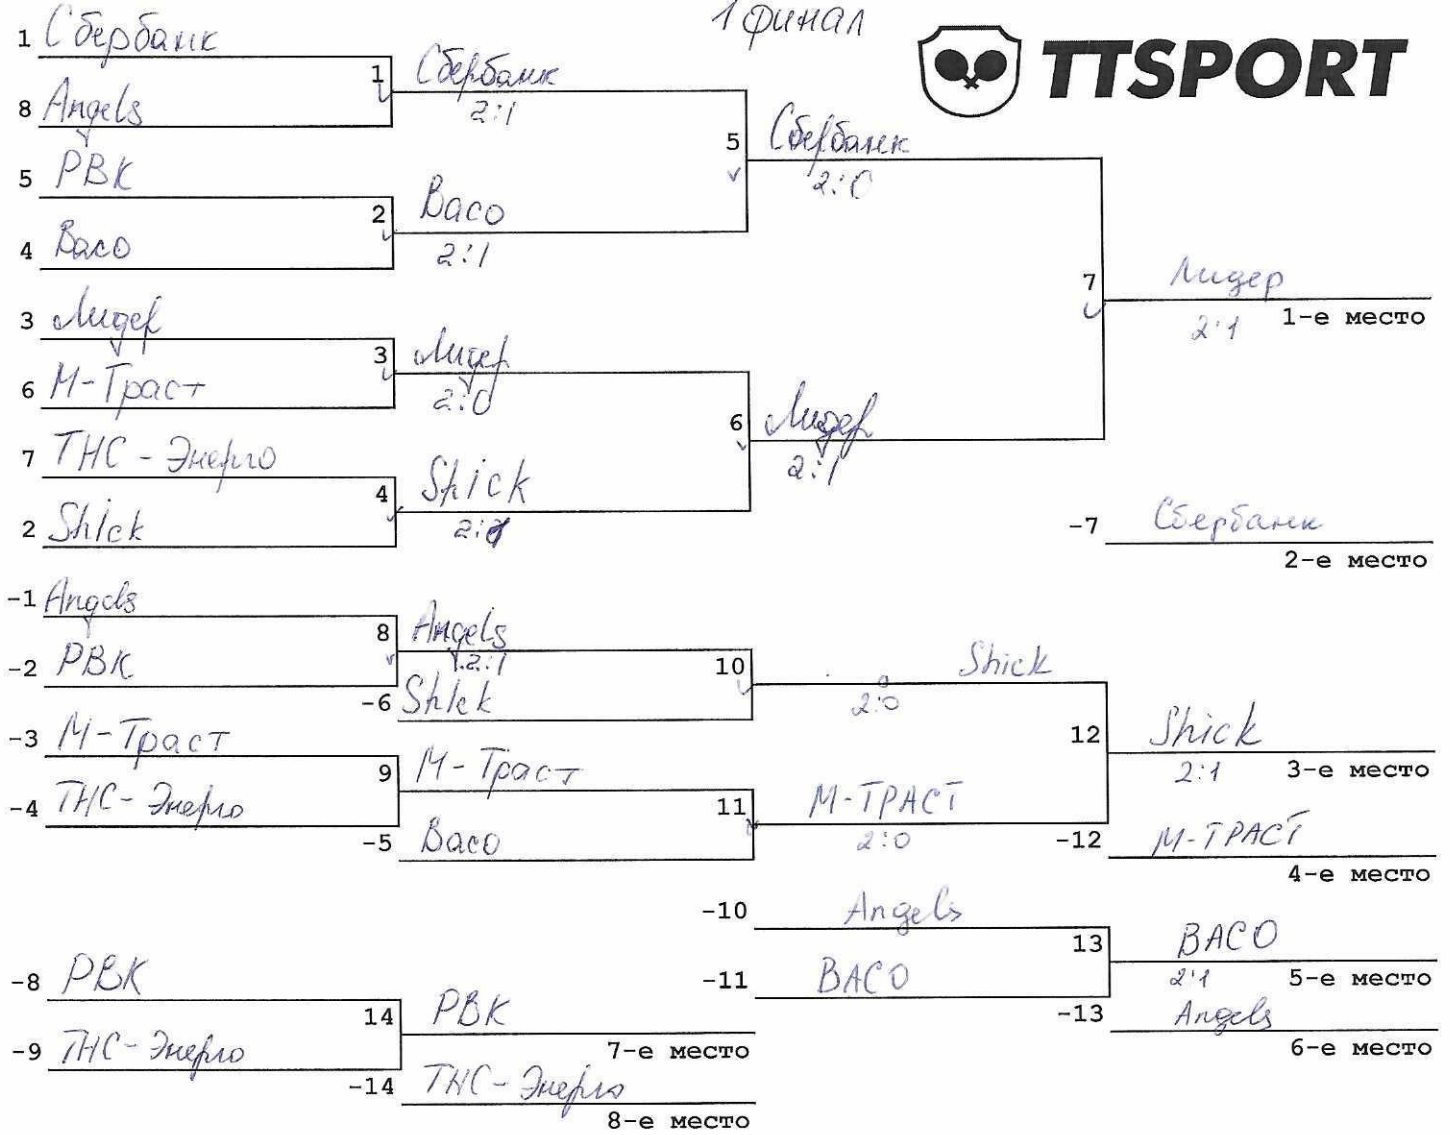 1 финал
TTSPORT
1 Сбербанк
1 Сбербанк
2:1
8 Angels
5 Сбербанк
2:0
5 РВК
2 Васо
2:1
4 Васо
7 Лидер
2:1 1-е место
3 Лидер
3 Лидер
2:0
6 М-Траст
6 Лидер
2:1
7 ТНС-Энерго
4 Shick
2:
2 Shick
-7 Сбербанк
2-е место
-1 Angels
8 Angels
2:1
-2 РВК
10 Shick
2:0
-6 Shick
-3 М-Траст
12 Shick
2:1 3-е место
9 М-Траст
-4 ТНС-Энерго
11 М-ТРАСТ
2:0
-5 Васо
-12 М-ТРАСТ
4-е место
-10 Angels
13 ВАСО
2:1 5-е место
-11 ВАСО
-13 Angels
6-е место
-8 РВК
14 РВК
7-е место
-9 ТНС-Энерго
-14 ТНС-Энерго
8-е место